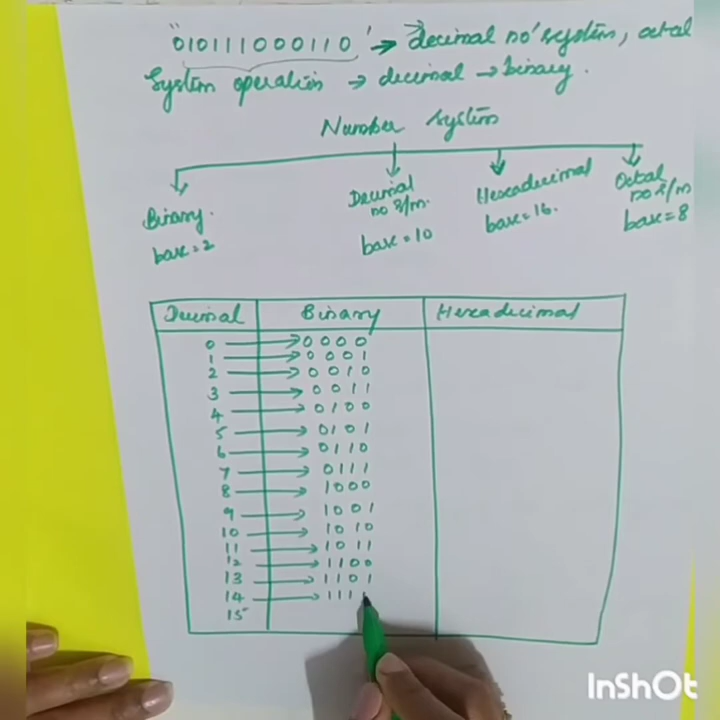 "010111000110" → decimal no' system, octal
System operation → decimal → binary.
Number system
Binary.
base = 2
Decimal
no s/m.
base = 10
Hexadecimal
base = 16.
Octal
no s/m
base = 8
Decimal Binary Hexadecimal
0 → 0000
1 → 0001
2 → 0010
3 → 0011
4 → 0100
5 → 0101
6 → 0110
7 → 0111
8 → 1000
9 → 1001
10 → 1010
11 → 1011
12 → 1100
13 → 1101
14 → 111
15
InShOt